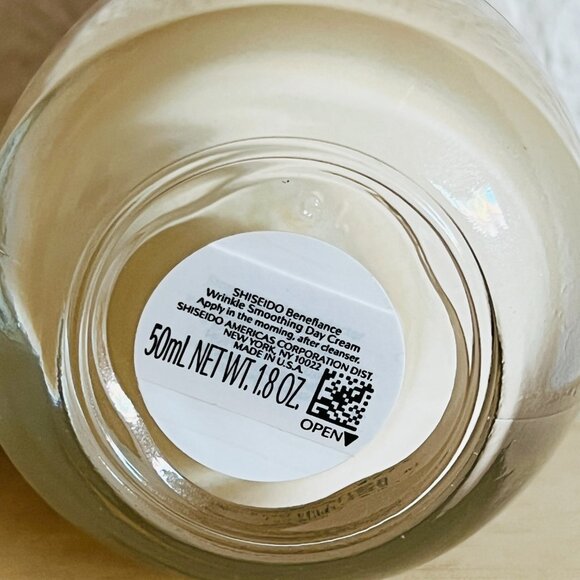 SHISEIDO Benefiance
Wrinkle Smoothing Day Cream
Apply in the morning, after cleanser.
SHISEIDO AMERICAS CORPORATION DIST.
NEW YORK, NY 10022
MADE IN U.S.A.
50mL NET WT. 1.8 OZ.
OPEN▼